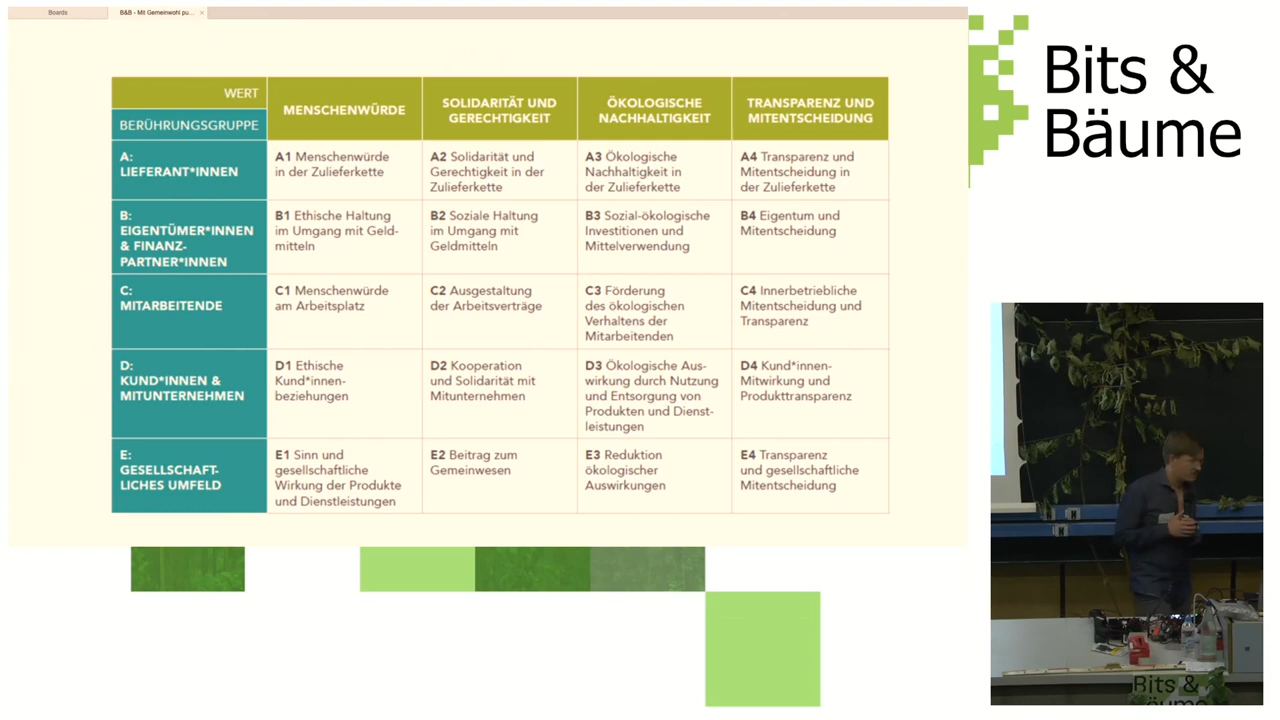 Boards
B&B - Mit Gemeinwohl pu...
Bits &
Bäume
WERT
BERÜHRUNGSGRUPPE
MENSCHENWÜRDE
SOLIDARITÄT UND
GERECHTIGKEIT
ÖKOLOGISCHE
NACHHALTIGKEIT
TRANSPARENZ UND
MITENTSCHEIDUNG
A:
LIEFERANT*INNEN
A1 Menschenwürde
in der Zulieferkette
A2 Solidarität und
Gerechtigkeit in der
Zulieferkette
A3 Ökologische
Nachhaltigkeit in
der Zulieferkette
A4 Transparenz und
Mitentscheidung in
der Zulieferkette
B:
EIGENTÜMER*INNEN
& FINANZ-
PARTNER*INNEN
B1 Ethische Haltung
im Umgang mit Geld-
mitteln
B2 Soziale Haltung
im Umgang mit
Geldmitteln
B3 Sozial-ökologische
Investitionen und
Mittelverwendung
B4 Eigentum und
Mitentscheidung
C:
MITARBEITENDE
C1 Menschenwürde
am Arbeitsplatz
C2 Ausgestaltung
der Arbeitsverträge
C3 Förderung
des ökologischen
Verhaltens der
Mitarbeitenden
C4 Innerbetriebliche
Mitentscheidung und
Transparenz
D:
KUND*INNEN &
MITUNTERNEHMEN
D1 Ethische
Kund*innen-
beziehungen
D2 Kooperation
und Solidarität mit
Mitunternehmen
D3 Ökologische Aus-
wirkung durch Nutzung
und Entsorgung von
Produkten und Dienst-
leistungen
D4 Kund*innen-
Mitwirkung und
Produkttransparenz
E:
GESELLSCHAFT-
LICHES UMFELD
E1 Sinn und
gesellschaftliche
Wirkung der Produkte
und Dienstleistungen
E2 Beitrag zum
Gemeinwesen
E3 Reduktion
ökologischer
Auswirkungen
E4 Transparenz
und gesellschaftliche
Mitentscheidung
Bits &
Bäume